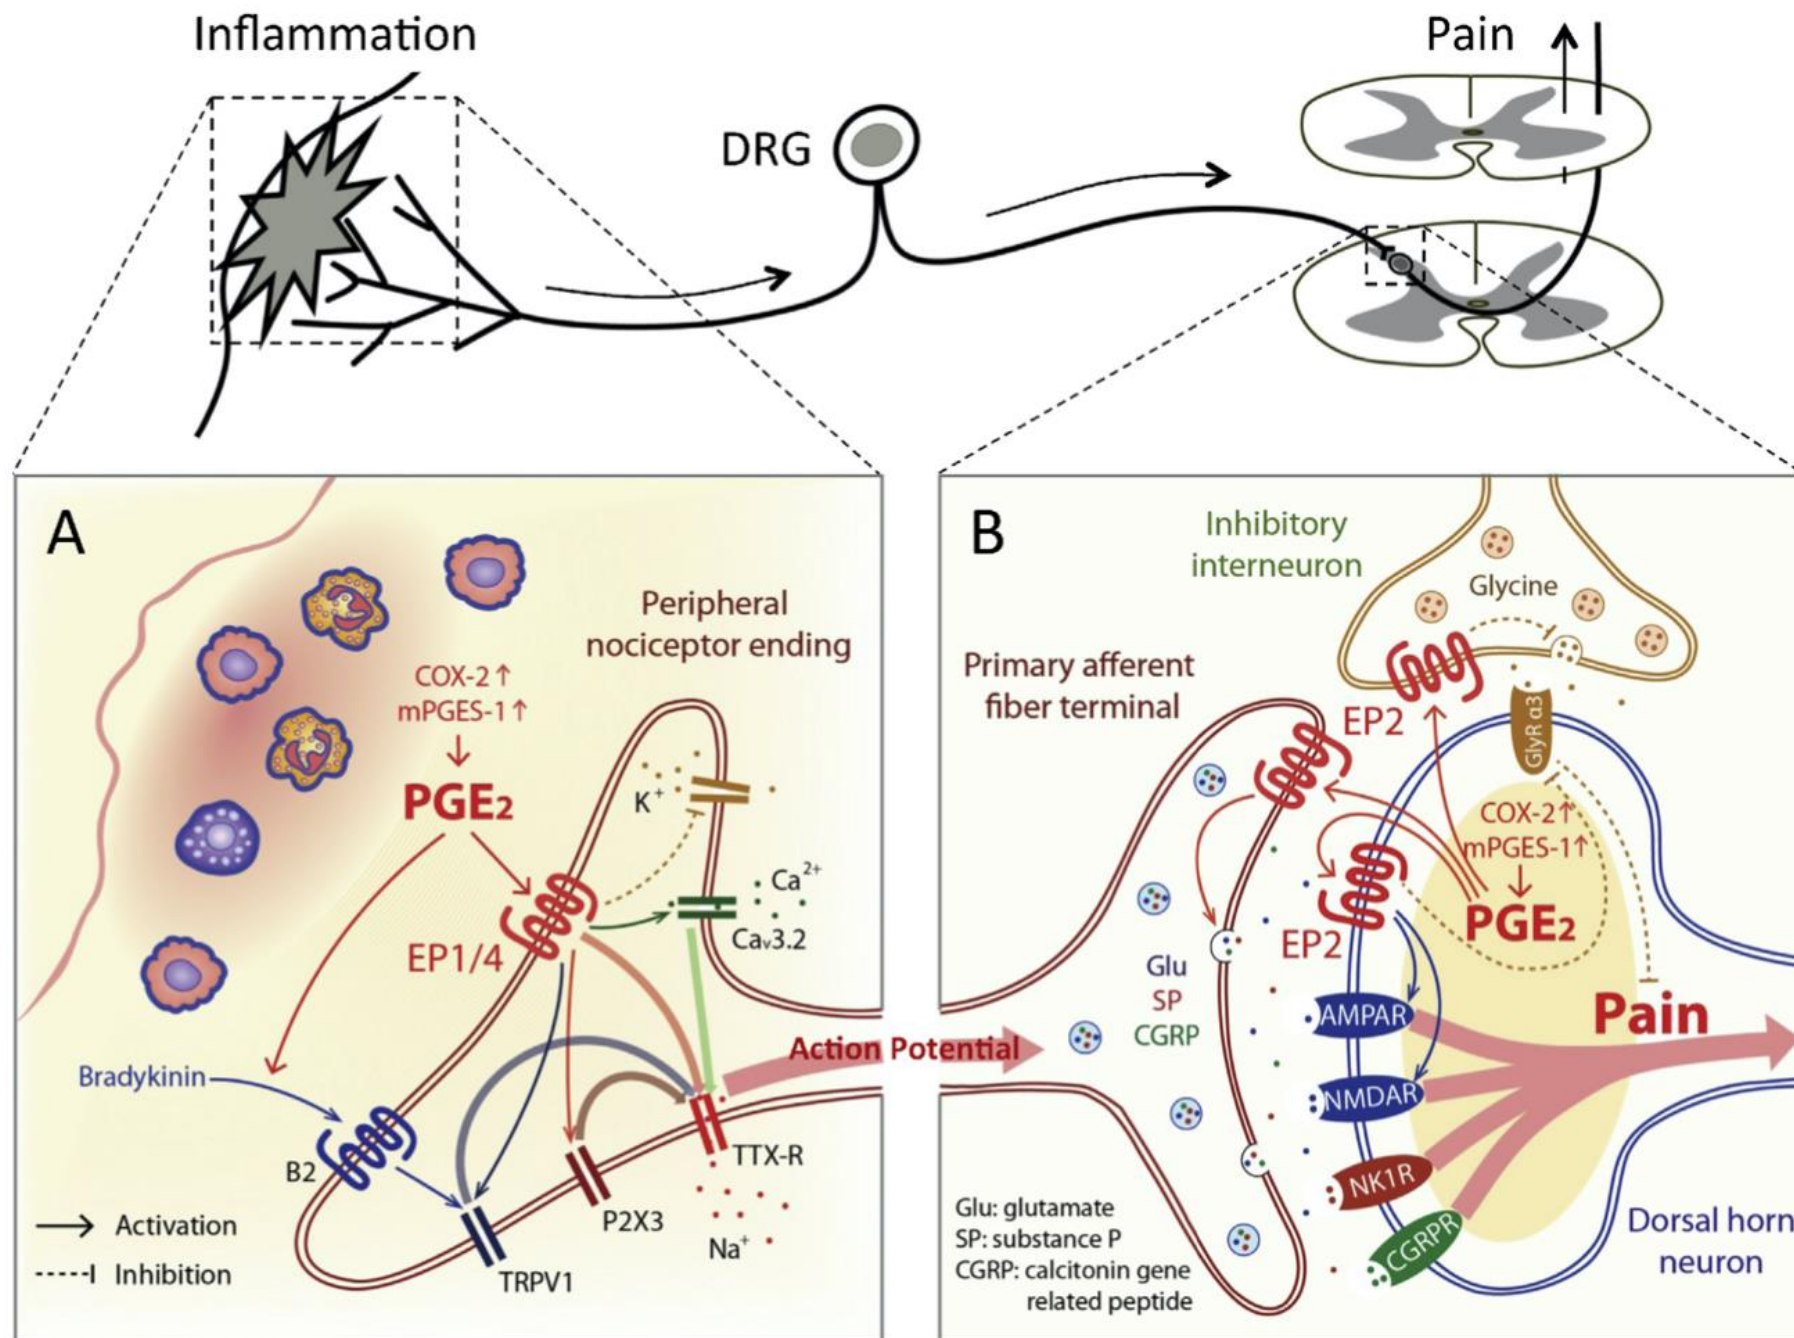 Inflammation
DRG
Pain
A
Peripheral
nociceptor ending
COX-2↑
mPGES-1↑
PGE₂
K⁺
Ca²⁺
Caᵥ3.2
EP1/4
Bradykinin
B2
TRPV1
P2X3
TTX-R
Na⁺
Action Potential
Activation
Inhibition
B
Inhibitory
interneuron
Glycine
Primary afferent
fiber terminal
EP2
GlyR α3
COX-2↑
mPGES-1↑
PGE₂
EP2
Glu
SP
CGRP
AMPAR
NMDAR
NK1R
CGRPR
Pain
Dorsal horn
neuron
Glu: glutamate
SP: substance P
CGRP: calcitonin gene
related peptide